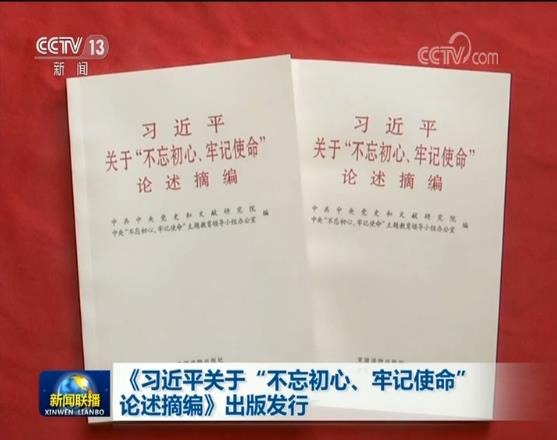 CCTV 13
新闻
CCTV.com
习近平
关于“不忘初心、牢记使命”
论述摘编
中共中央党史和文献研究院
中央“不忘初心、牢记使命”主题教育领导小组办公室
编
习近平
关于“不忘初心、牢记使命”
论述摘编
中共中央党史和文献研究院
中央“不忘初心、牢记使命”主题教育领导小组办公室
编
新闻联播
XINWEN LIANBO
《习近平关于“不忘初心、牢记使命”
论述摘编》出版发行